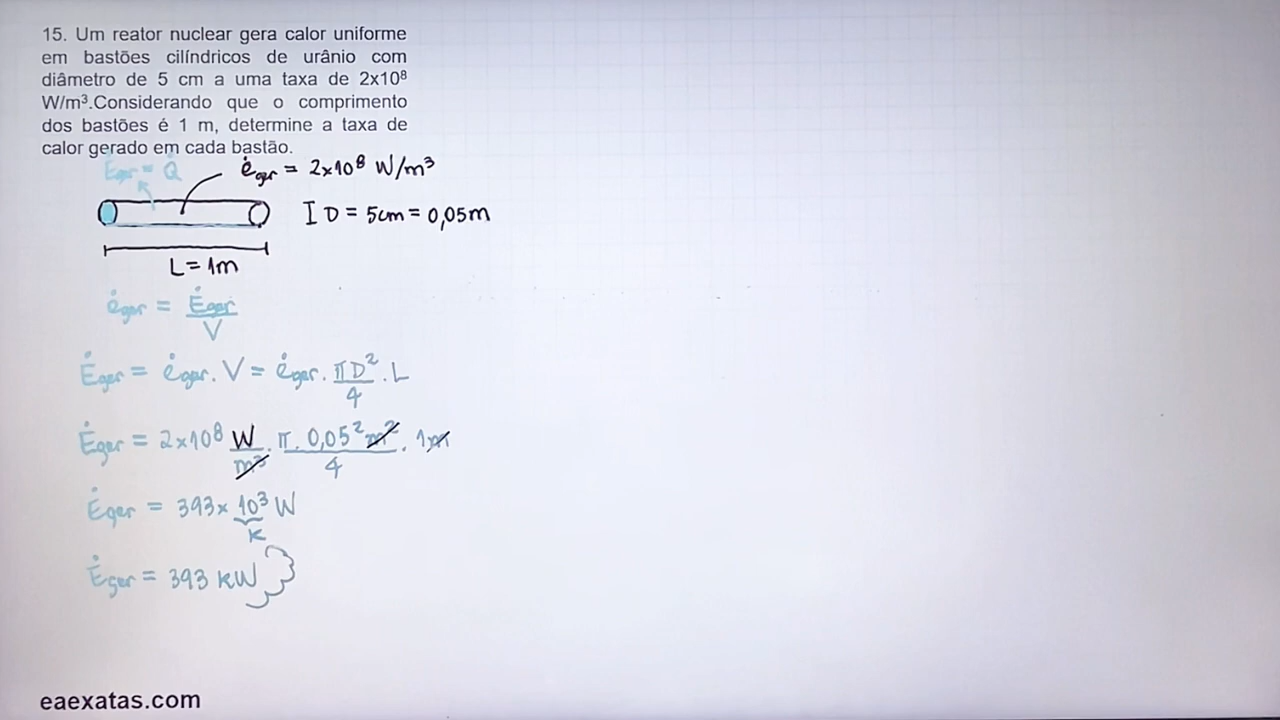 15. Um reator nuclear gera calor uniforme
em bastões cilíndricos de urânio com
diâmetro de 5 cm a uma taxa de 2x10⁸
W/m³.Considerando que o comprimento
dos bastões é 1 m, determine a taxa de
calor gerado em cada bastão.
Ėger = Q̇
ėger = 2x10⁸ W/m³
D = 5cm = 0,05m
L = 1m
ėger = Ėger / V
Ėger = ėger . V = ėger . πD²/4 . L
Ėger = 2x10⁸ W/m³ . π . 0,05² m²/4 . 1m
Ėger = 393 x 10³ W
k
Ėger = 393 kW
eaexatas.com